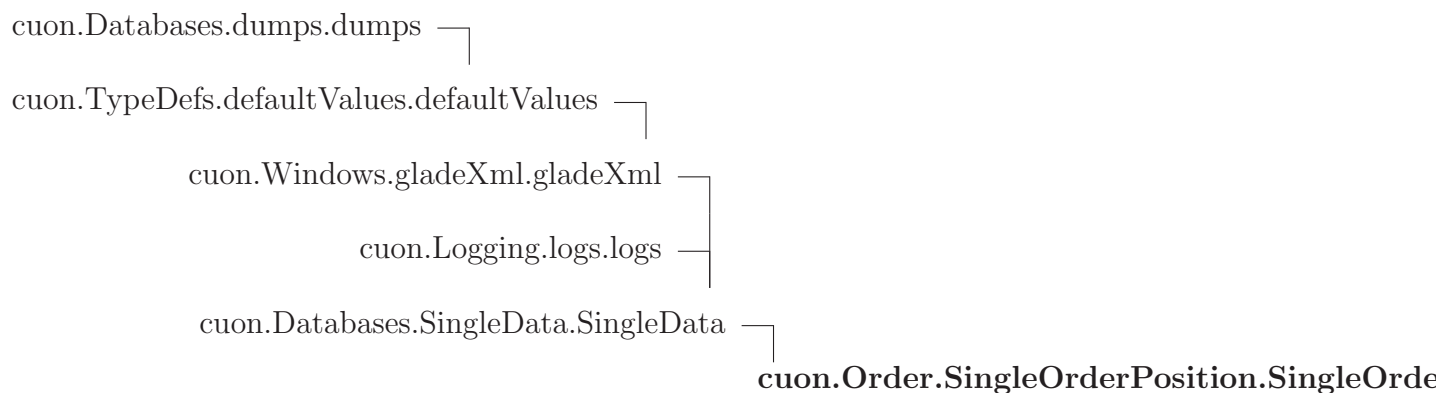 cuon.Databases.dumps.dumps
cuon.TypeDefs.defaultValues.defaultValues
cuon.Windows.gladeXml.gladeXml
cuon.Logging.logs.logs
cuon.Databases.SingleData.SingleData
cuon.Order.SingleOrderPosition.SingleOrde